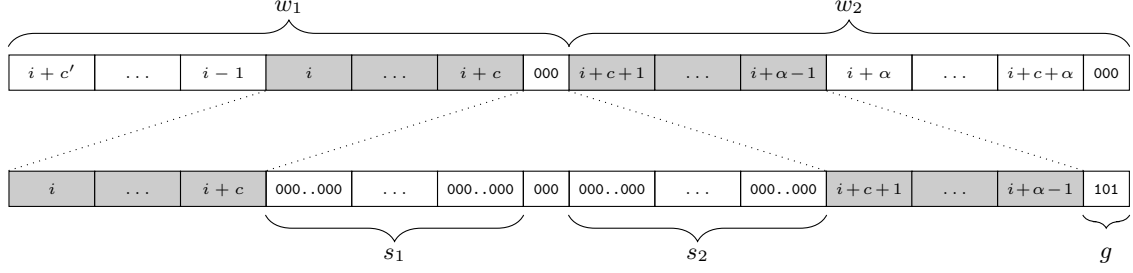 w₁ w₂
i + c′ ... i − 1 i ... i + c 000 i + c + 1 ... i + α − 1 i + α ... i + c + α 000
i ... i + c 000..000 ... 000..000 000 000..000 ... 000..000 i + c + 1 ... i + α − 1 101
s₁ s₂ g